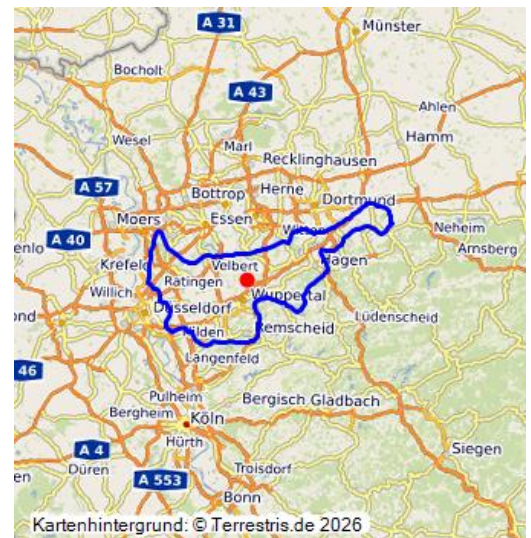 A 31
Münster
Bocholt
A 43
Ahlen
Wesel
Marl
Hamm
Recklinghausen
A 57
Bottrop
Herne
Dortmund
Moers
Essen
Witten
Neheim
A 40
Arnsberg
enlo
Krefeld
Velbert
Hagen
Ratingen
Willich
Wuppertal
Düsseldorf
Lüdenscheid
ond
Hilden
Remscheid
Langenfeld
46
Pulheim
Bergisch Gladbach
Bergheim
Köln
Hürth
Siegen
A 4
Düren
Troisdorf
A 553
Bonn
Kartenhintergrund: © Terrestris.de 2026